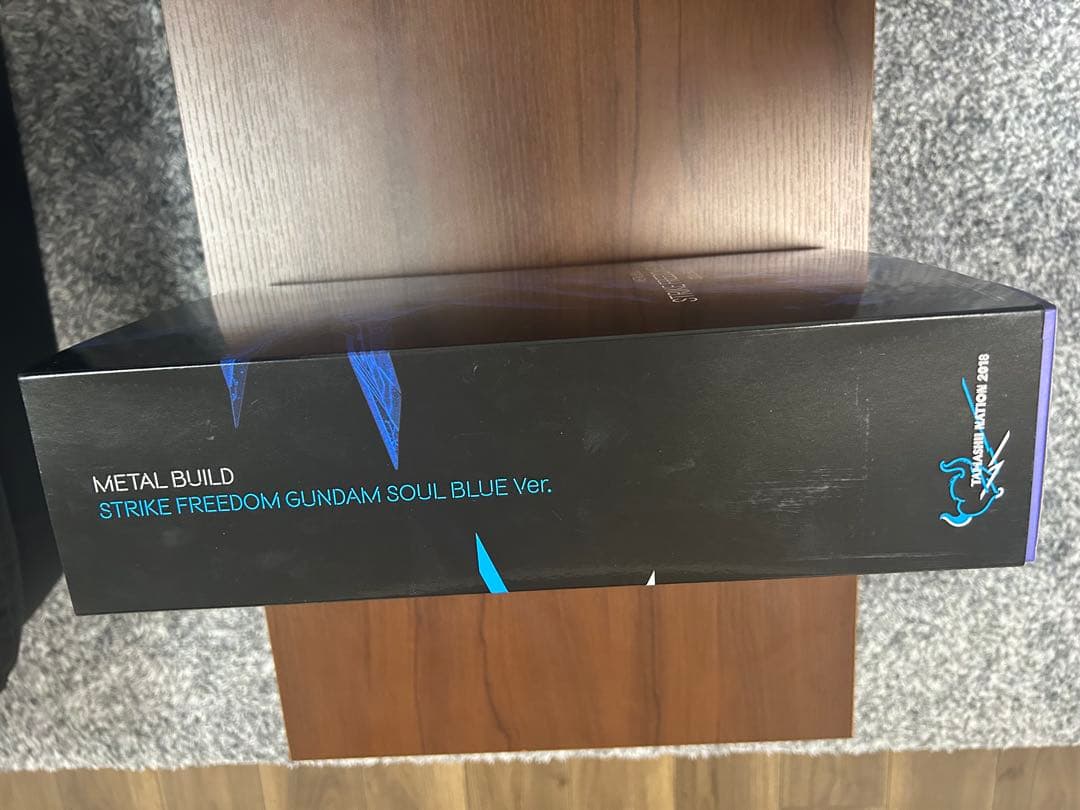 METAL BUILD
STRIKE FREEDOM GUNDAM SOUL BLUE Ver.
TAMASHII NATION 2018